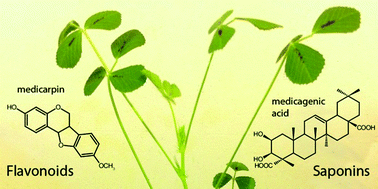 medicarpin
HO
O
O
OCH₃
Flavonoids
medicagenic
acid
HO
HO
HOOC
COOH
Saponins